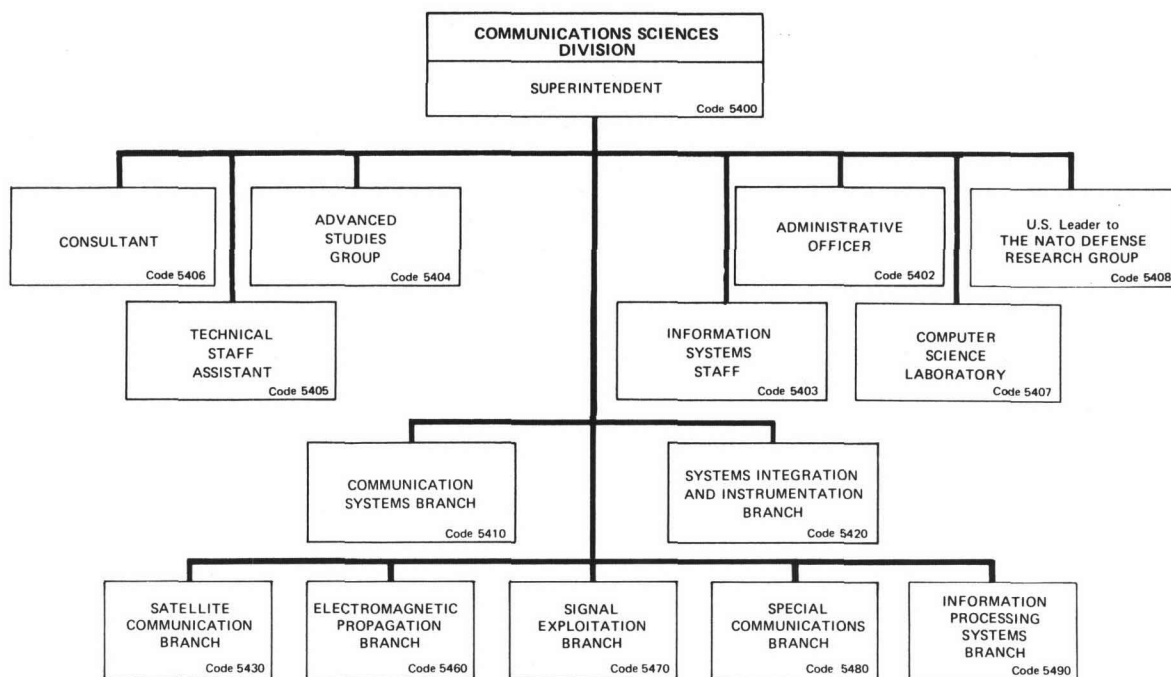 COMMUNICATIONS SCIENCES
DIVISION
SUPERINTENDENT
Code 5400
CONSULTANT
Code 5406
ADVANCED
STUDIES
GROUP
Code 5404
ADMINISTRATIVE
OFFICER
Code 5402
U.S. Leader to
THE NATO DEFENSE
RESEARCH GROUP
Code 5408
TECHNICAL
STAFF
ASSISTANT
Code 5405
INFORMATION
SYSTEMS
STAFF
Code 5403
COMPUTER
SCIENCE
LABORATORY
Code 5407
COMMUNICATION
SYSTEMS BRANCH
Code 5410
SYSTEMS INTEGRATION
AND INSTRUMENTATION
BRANCH
Code 5420
SATELLITE
COMMUNICATION
BRANCH
Code 5430
ELECTROMAGNETIC
PROPAGATION
BRANCH
Code 5460
SIGNAL
EXPLOITATION
BRANCH
Code 5470
SPECIAL
COMMUNICATIONS
BRANCH
Code 5480
INFORMATION
PROCESSING
SYSTEMS
BRANCH
Code 5490